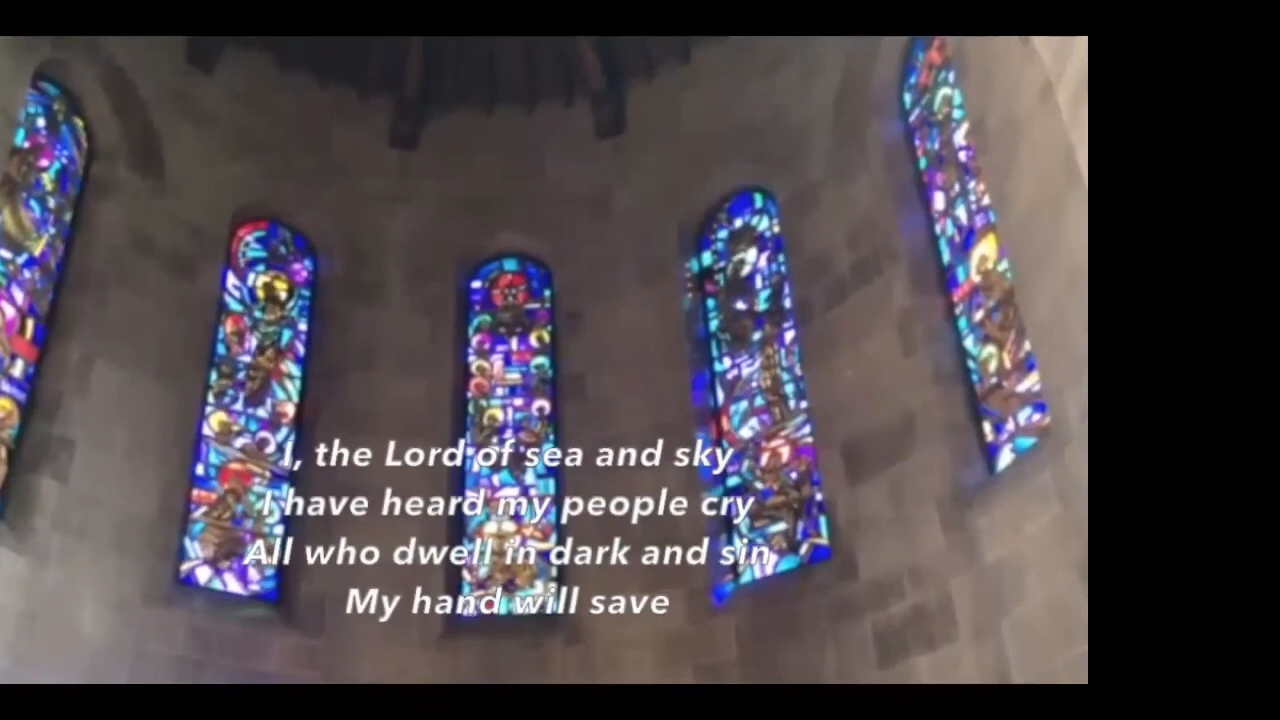 I, the Lord of sea and sky
I have heard my people cry
All who dwell in dark and sin
My hand will save